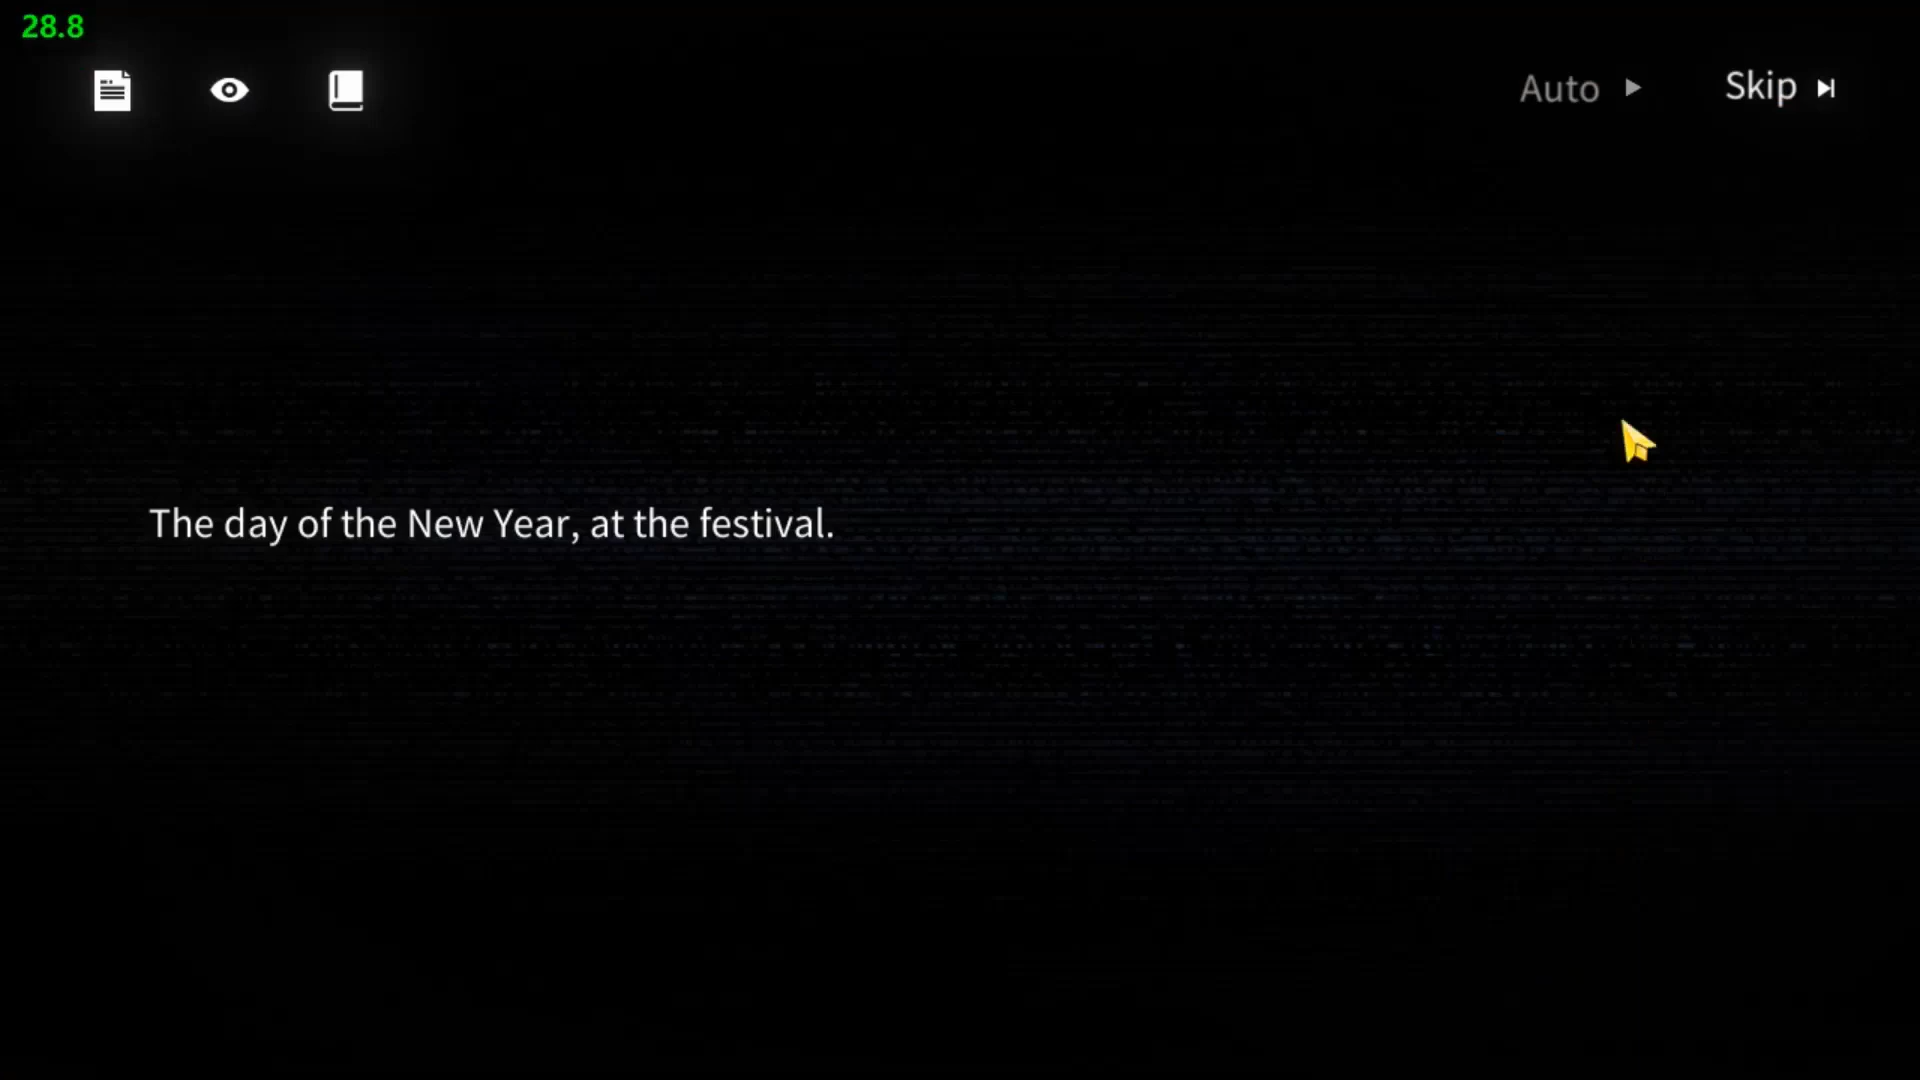 28.8
Auto
Skip
The day of the New Year, at the festival.